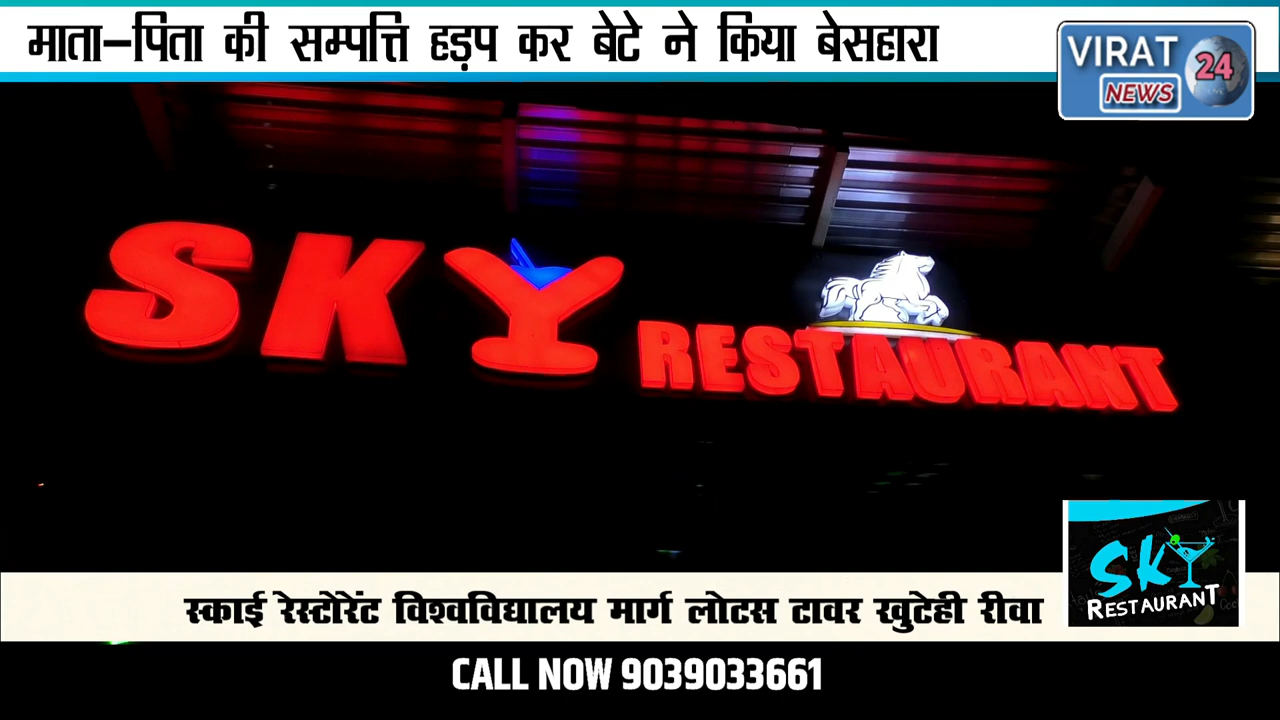 माता-पिता की सम्पत्ति हड़प कर बेटे ने किया बेसहारा
VIRAT
24
NEWS
SKY RESTAURANT
SKY
RESTAURANT
स्काई रेस्टोरेंट विश्वविद्यालय मार्ग लोटस टावर खुटेही रीवा
CALL NOW 9039033661